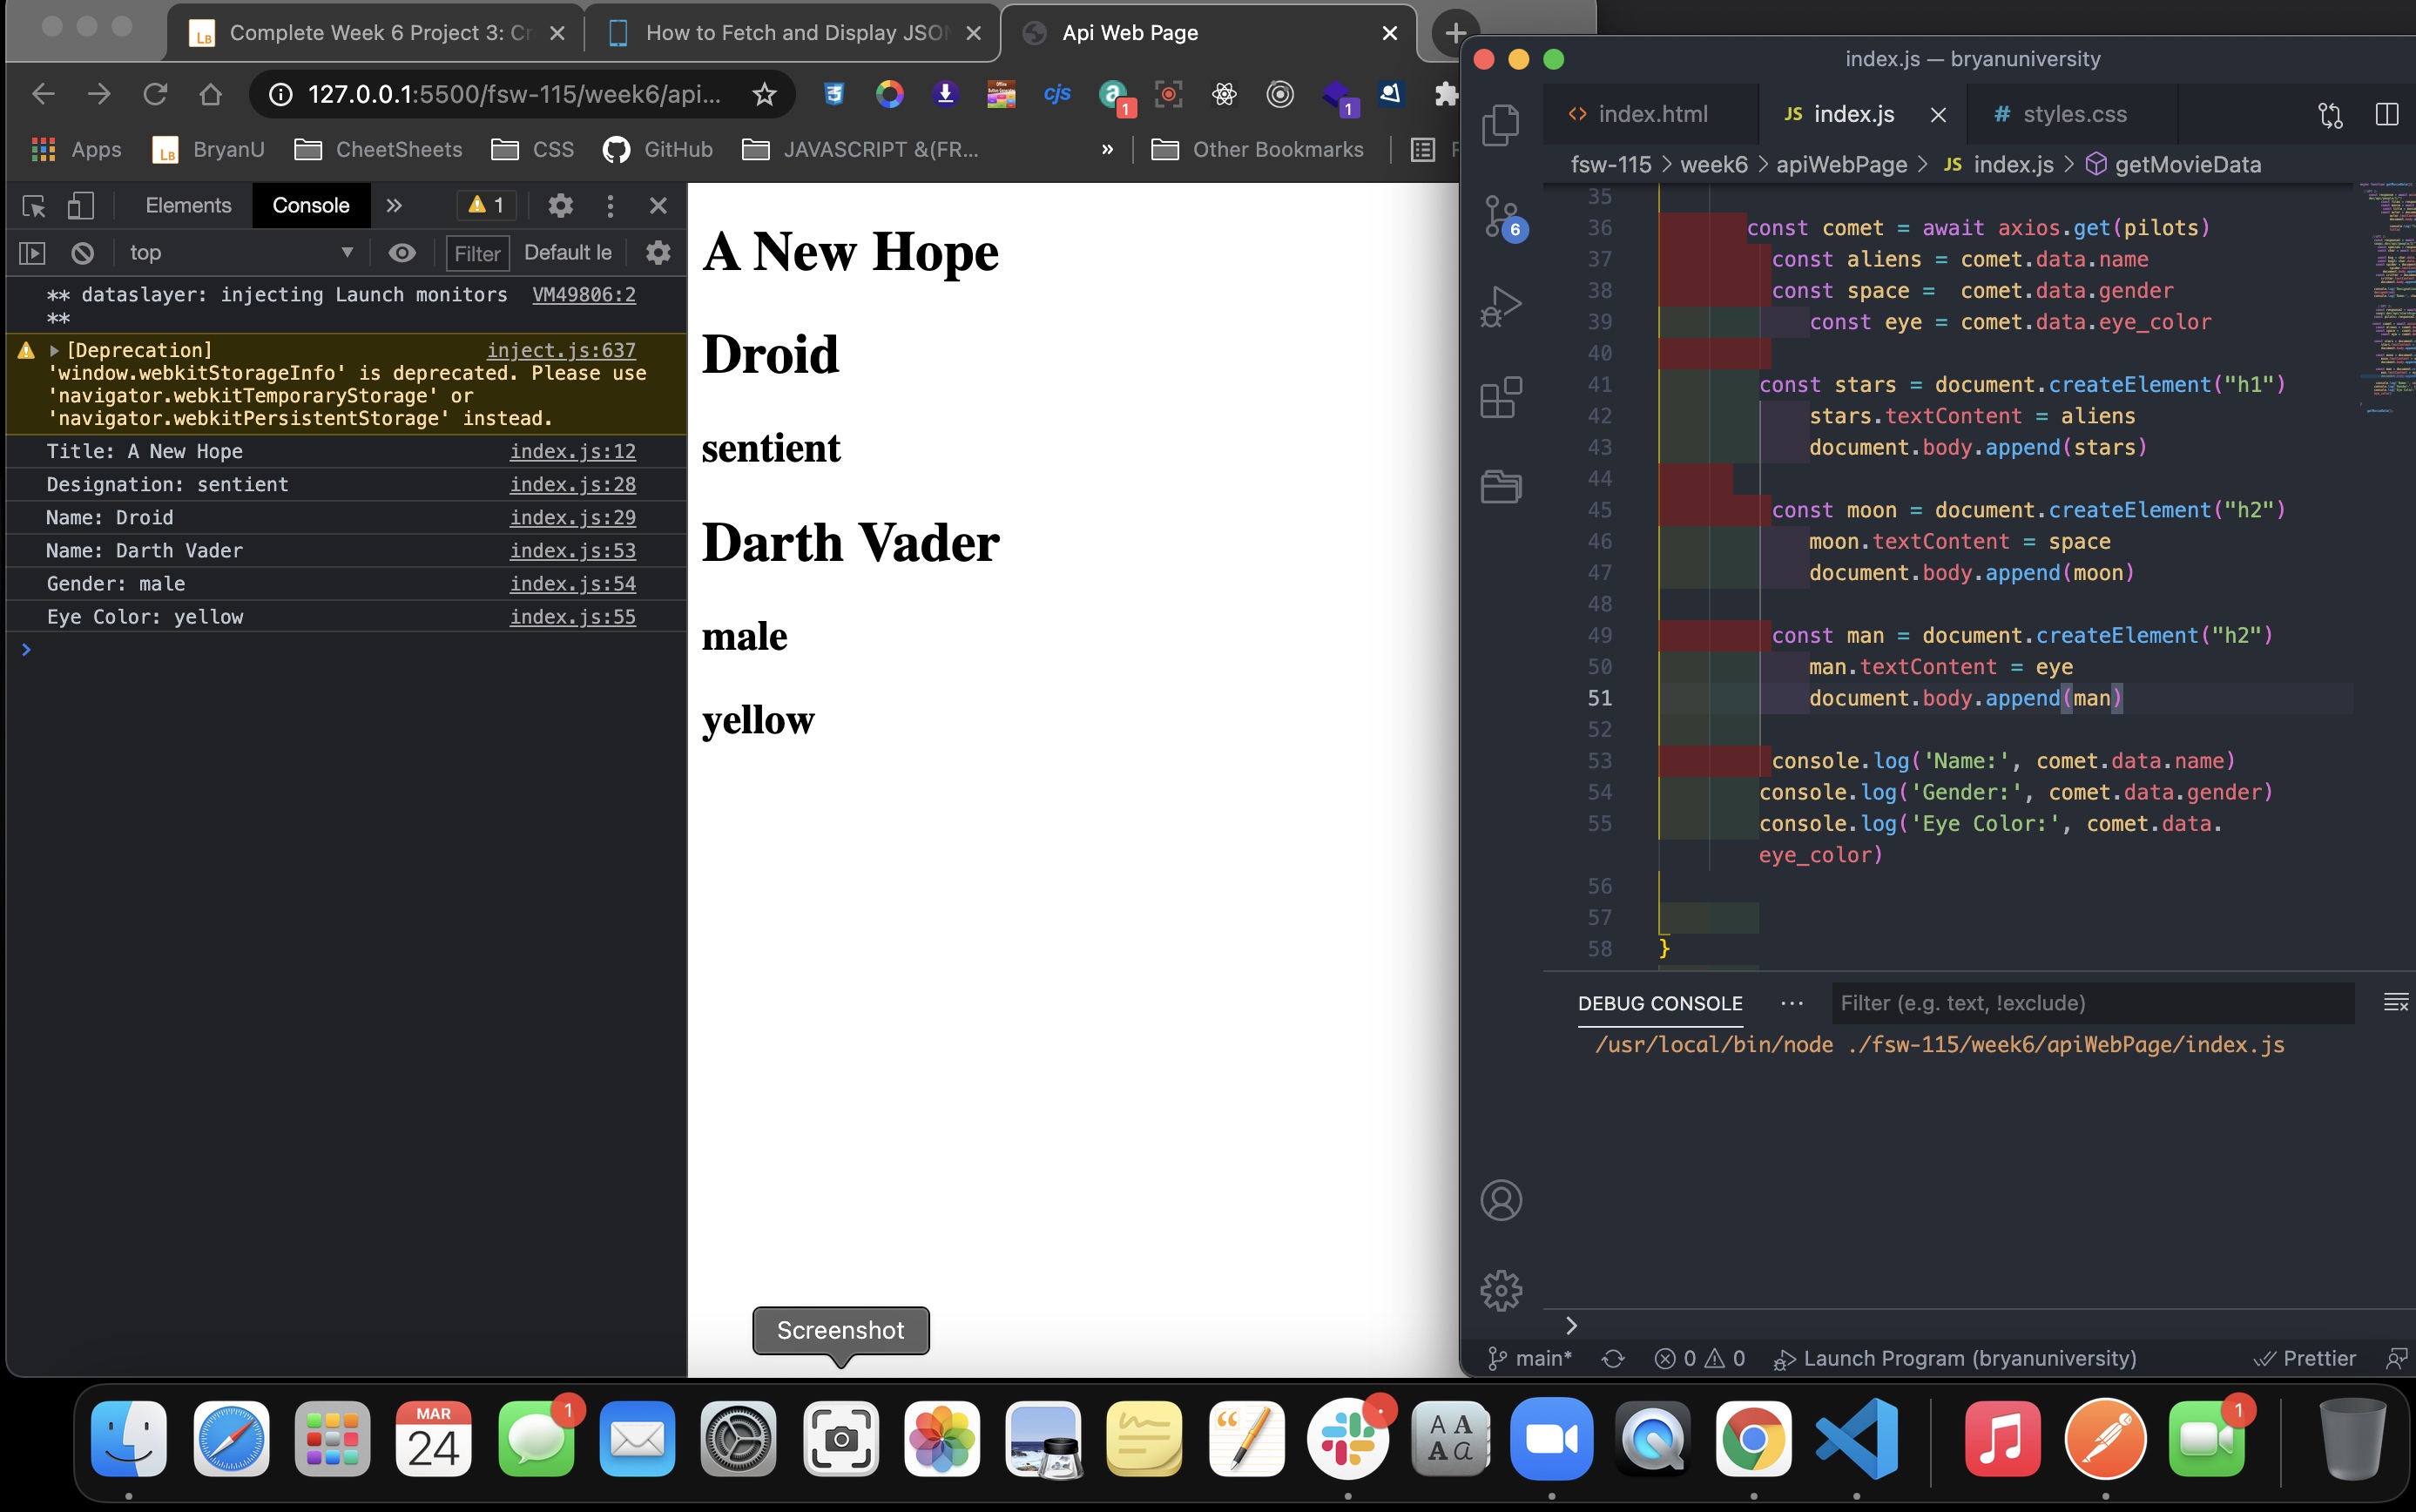 Complete Week 6 Project 3: Cr
How to Fetch and Display JSON
Api Web Page
127.0.0.1:5500/fsw-115/week6/api...
cjs
1
1
Apps
BryanU
CheetSheets
CSS
GitHub
JAVASCRIPT &(FR...
»
Other Bookmarks
Elements
Console
»
1
top
Filter
Default le
** dataslayer: injecting Launch monitors VM49806:2
**
[Deprecation] inject.js:637
'window.webkitStorageInfo' is deprecated. Please use
'navigator.webkitTemporaryStorage' or
'navigator.webkitPersistentStorage' instead.
Title: A New Hope index.js:12
Designation: sentient index.js:28
Name: Droid index.js:29
Name: Darth Vader index.js:53
Gender: male index.js:54
Eye Color: yellow index.js:55
A New Hope
Droid
sentient
Darth Vader
male
yellow
Screenshot
index.js — bryanuniversity
index.html
JS index.js
# styles.css
fsw-115 > week6 > apiWebPage > JS index.js > getMovieData
6
35
36 const comet = await axios.get(pilots)
37 const aliens = comet.data.name
38 const space =  comet.data.gender
39 const eye = comet.data.eye_color
40
41 const stars = document.createElement("h1")
42 stars.textContent = aliens
43 document.body.append(stars)
44
45 const moon = document.createElement("h2")
46 moon.textContent = space
47 document.body.append(moon)
48
49 const man = document.createElement("h2")
50 man.textContent = eye
51 document.body.append(man)
52
53 console.log('Name:', comet.data.name)
54 console.log('Gender:', comet.data.gender)
55 console.log('Eye Color:', comet.data.
eye_color)
56
57
58 }
DEBUG CONSOLE
Filter (e.g. text, !exclude)
/usr/local/bin/node ./fsw-115/week6/apiWebPage/index.js
main*
0
0
Launch Program (bryanuniversity)
Prettier
MAR
24
1
1